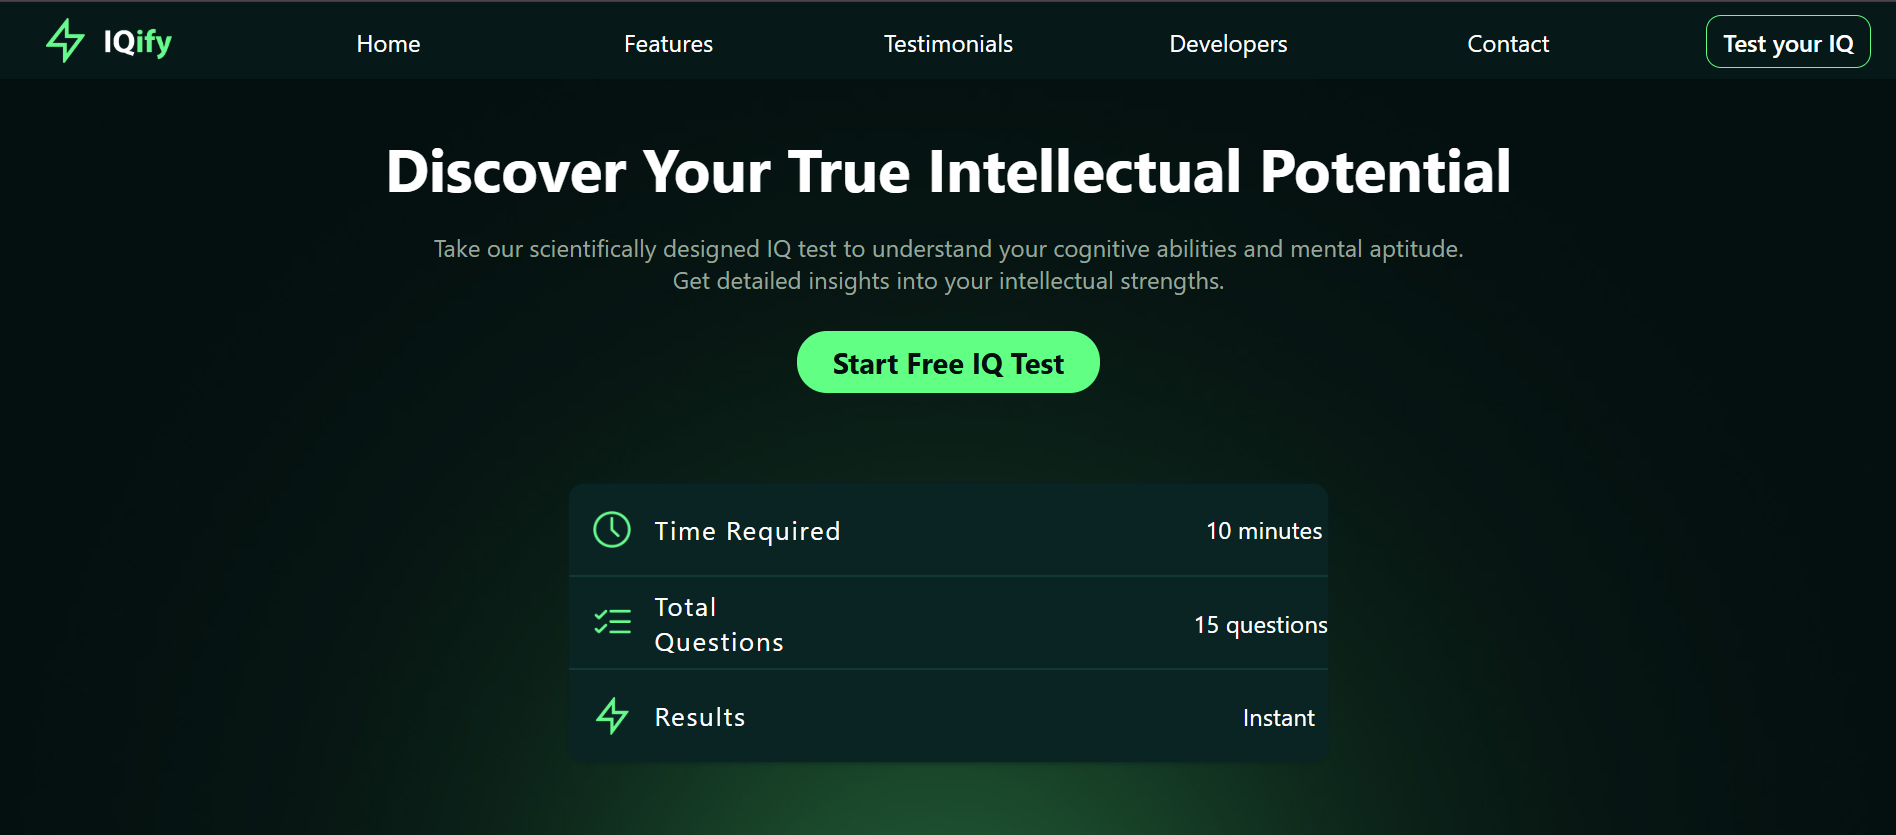 IQify
Home
Features
Testimonials
Developers
Contact
Test your IQ
Discover Your True Intellectual Potential
Take our scientifically designed IQ test to understand your cognitive abilities and mental aptitude.
Get detailed insights into your intellectual strengths.
Start Free IQ Test
Time Required
10 minutes
Total
Questions
15 questions
Results
Instant